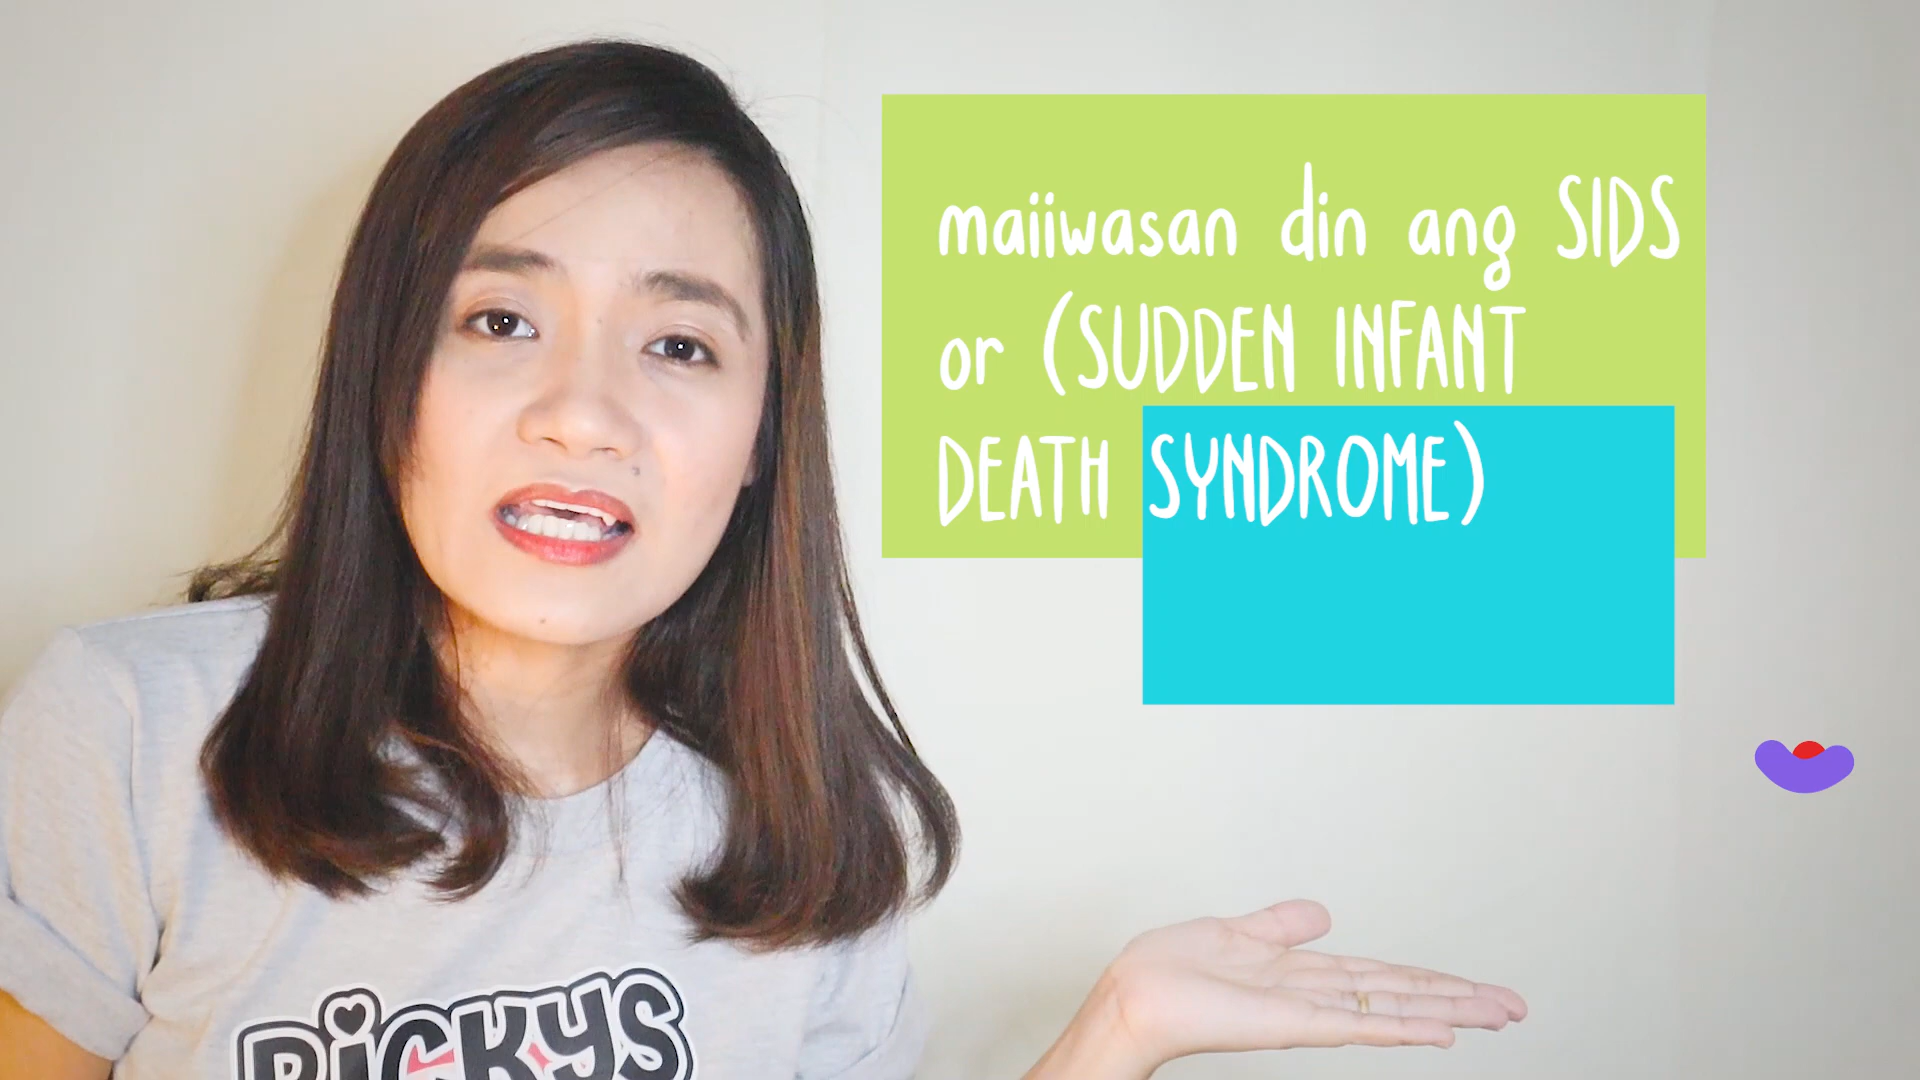 maiiwasan din ang SIDS
or (SUDDEN INFANT
DEATH SYNDROME)
RiCKYS